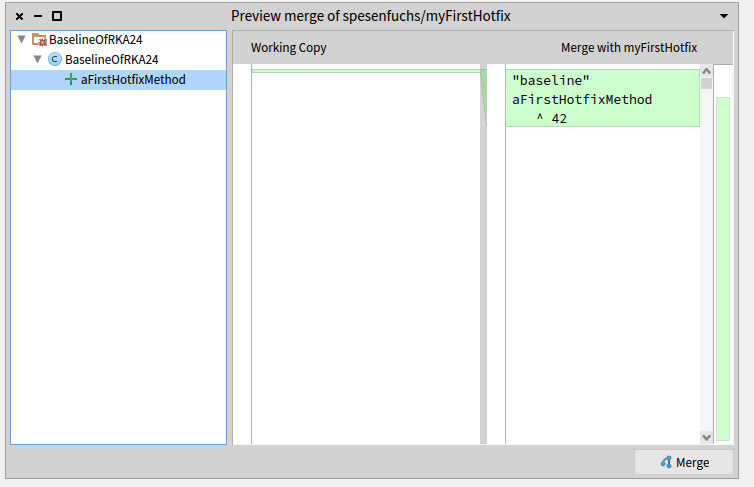 Preview merge of spesenfuchs/myFirstHotfix
BaselineOfRKA24
BaselineOfRKA24
aFirstHotfixMethod
Working Copy
Merge with myFirstHotfix
"baseline"
aFirstHotfixMethod
^ 42
Merge